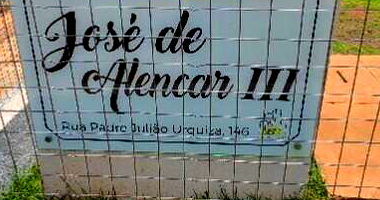 José de
Alencar III
Rua Padre Julião Urquiza, 146